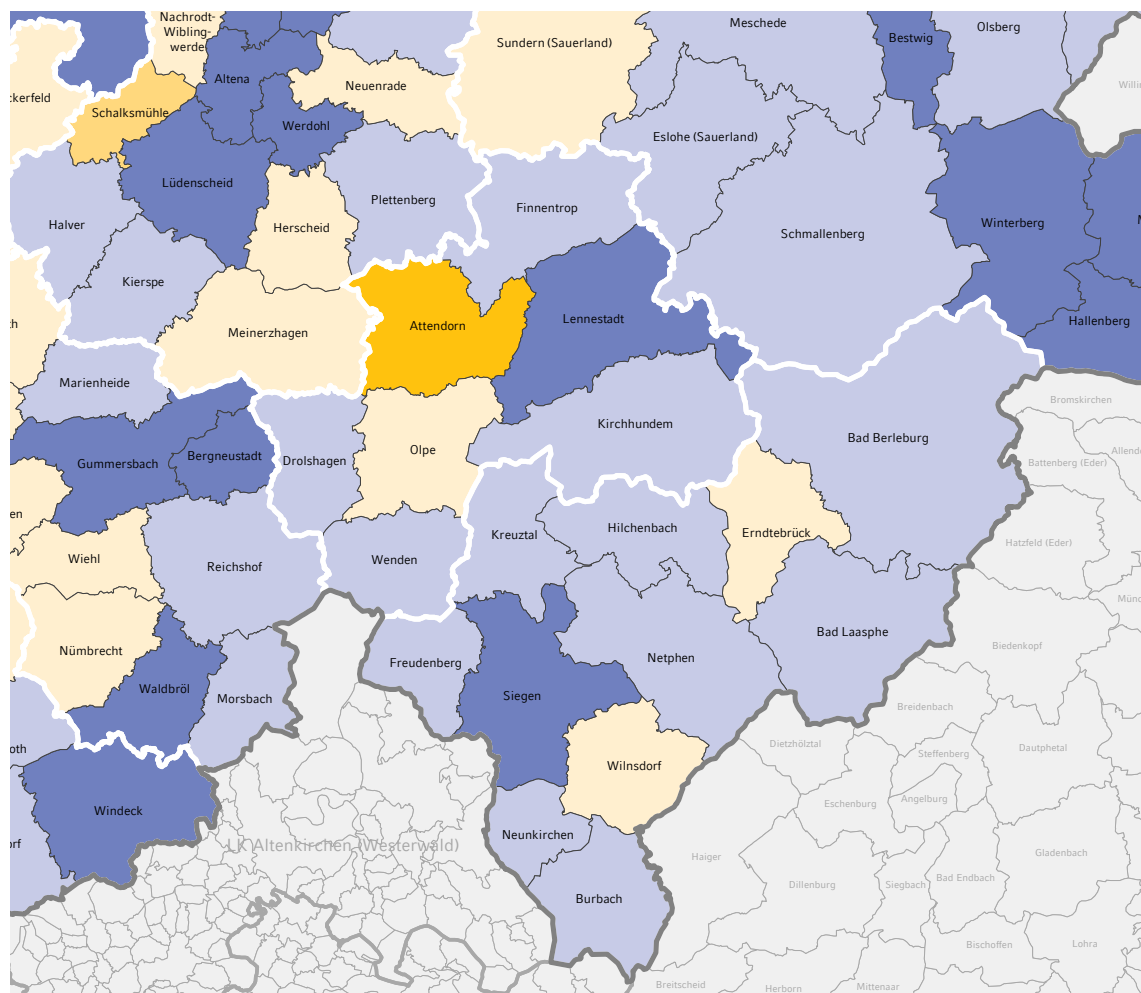 Nachrodt-
Wibling-
werde
Sundern (Sauerland)
Meschede
Bestwig
Olsberg
Altena
Neuenrade
ckerfeld
Schalksmühle
Werdohl
Eslohe (Sauerland)
Lüdenscheid
Plettenberg
Finnentrop
Halver
Herscheid
Schmallenberg
Winterberg
Kierspe
Attendorn
Lennestadt
Hallenberg
Meinerzhagen
Marienheide
Bromskirchen
Kirchhundem
Bad Berleburg
Olpe
Bergneustadt
Drolshagen
Gummersbach
Battenberg (Eder)
en
Kreuztal
Hilchenbach
Erndtebrück
Hatzfeld (Eder)
Wiehl
Reichshof
Wenden
Nümbrecht
Freudenberg
Netphen
Bad Laasphe
Biedenkopf
Waldbröl
Morsbach
Siegen
Breidenbach
oth
Wilnsdorf
Dietzhölztal
Steffenberg
Dautphetal
Windeck
Eschenburg
Angelburg
orf
LK Altenkirchen (Westerwald)
Neunkirchen
Haiger
Gladenbach
Burbach
Dillenburg
Siegbach
Bad Endbach
Bischoffen
Lohra
Breitscheid
Herborn
Mittenaar